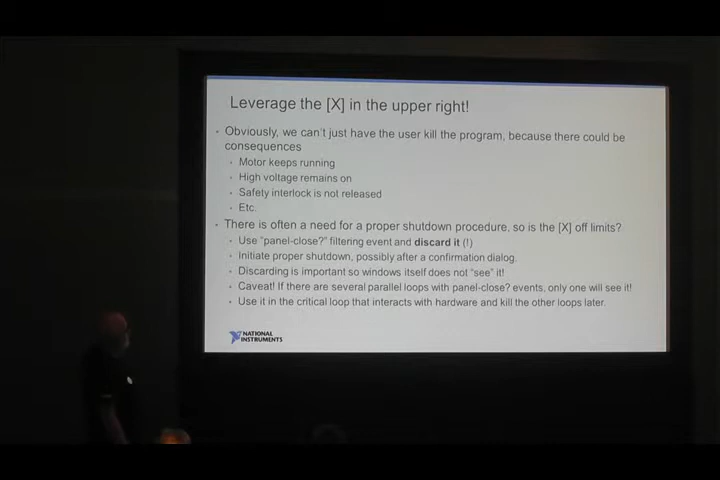 Leverage the [X] in the upper right!
Obviously, we can't just have the user kill the program, because there could be
consequences
Motor keeps running
High voltage remains on
Safety interlock is not released
Etc.
There is often a need for a proper shutdown procedure, so is the [X] off limits?
Use "panel-close?" filtering event and discard it (!)
Initiate proper shutdown, possibly after a confirmation dialog.
Discarding is important so windows itself does not "see" it!
Caveat! If there are several parallel loops with panel-close? events, only one will see it!
Use it in the critical loop that interacts with hardware and kill the other loops later.
NATIONAL
INSTRUMENTS